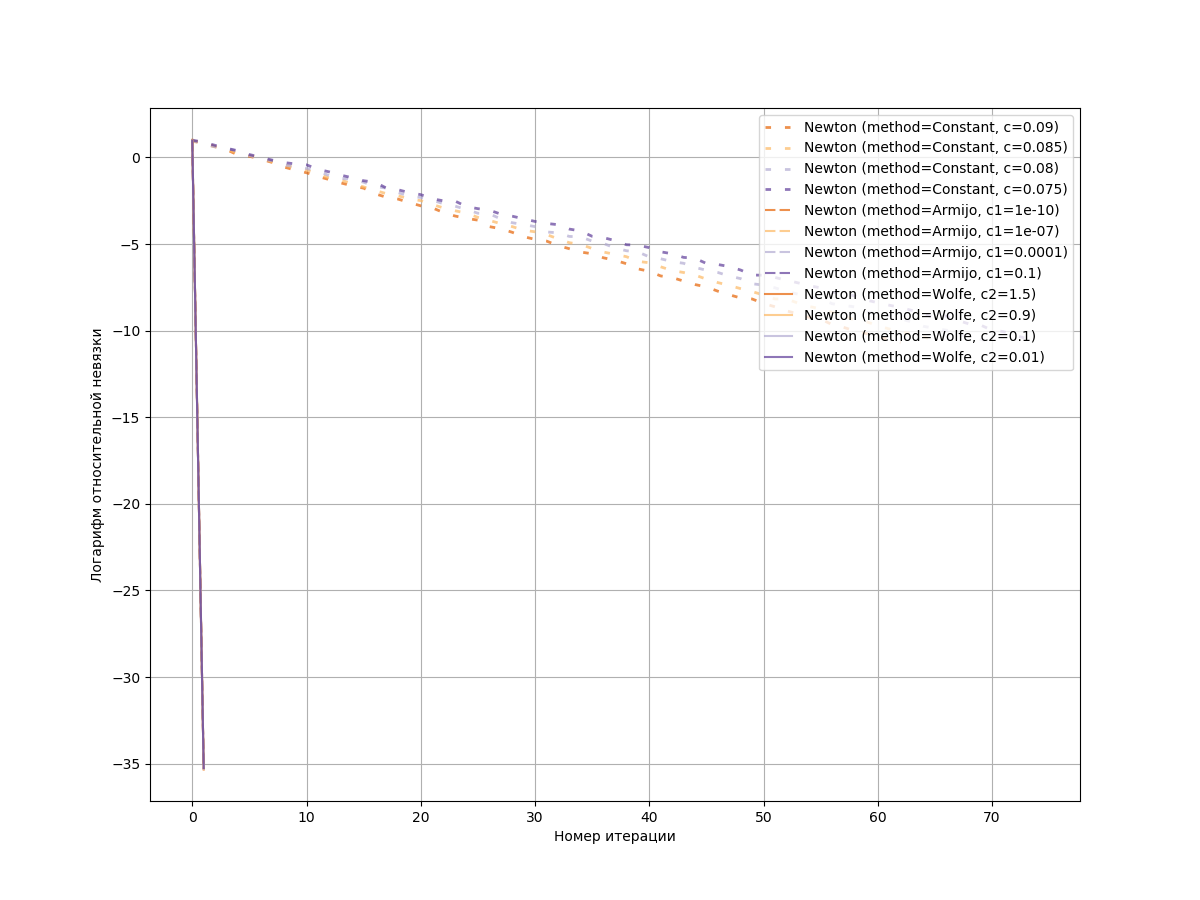 Newton (method=Constant, c=0.09)
Newton (method=Constant, c=0.085)
Newton (method=Constant, c=0.08)
Newton (method=Constant, c=0.075)
Newton (method=Armijo, c1=1e-10)
Newton (method=Armijo, c1=1e-07)
Newton (method=Armijo, c1=0.0001)
Newton (method=Armijo, c1=0.1)
Newton (method=Wolfe, c2=1.5)
Newton (method=Wolfe, c2=0.9)
Newton (method=Wolfe, c2=0.1)
Newton (method=Wolfe, c2=0.01)
0
−5
−10
−15
−20
−25
−30
−35
Логарифм относительной невязки
0 10 20 30 40 50 60 70
Номер итерации